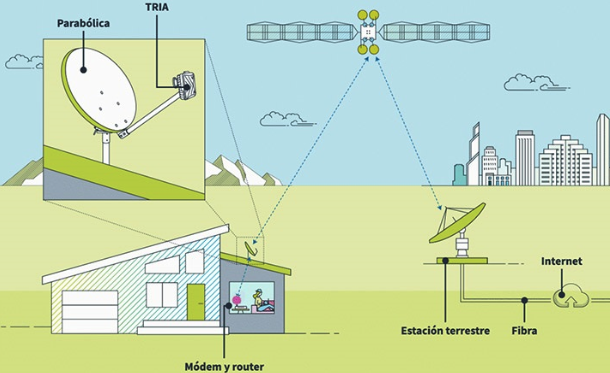 TRIA
Parabólica
Internet
Estación terrestre
Fibra
Módem y router